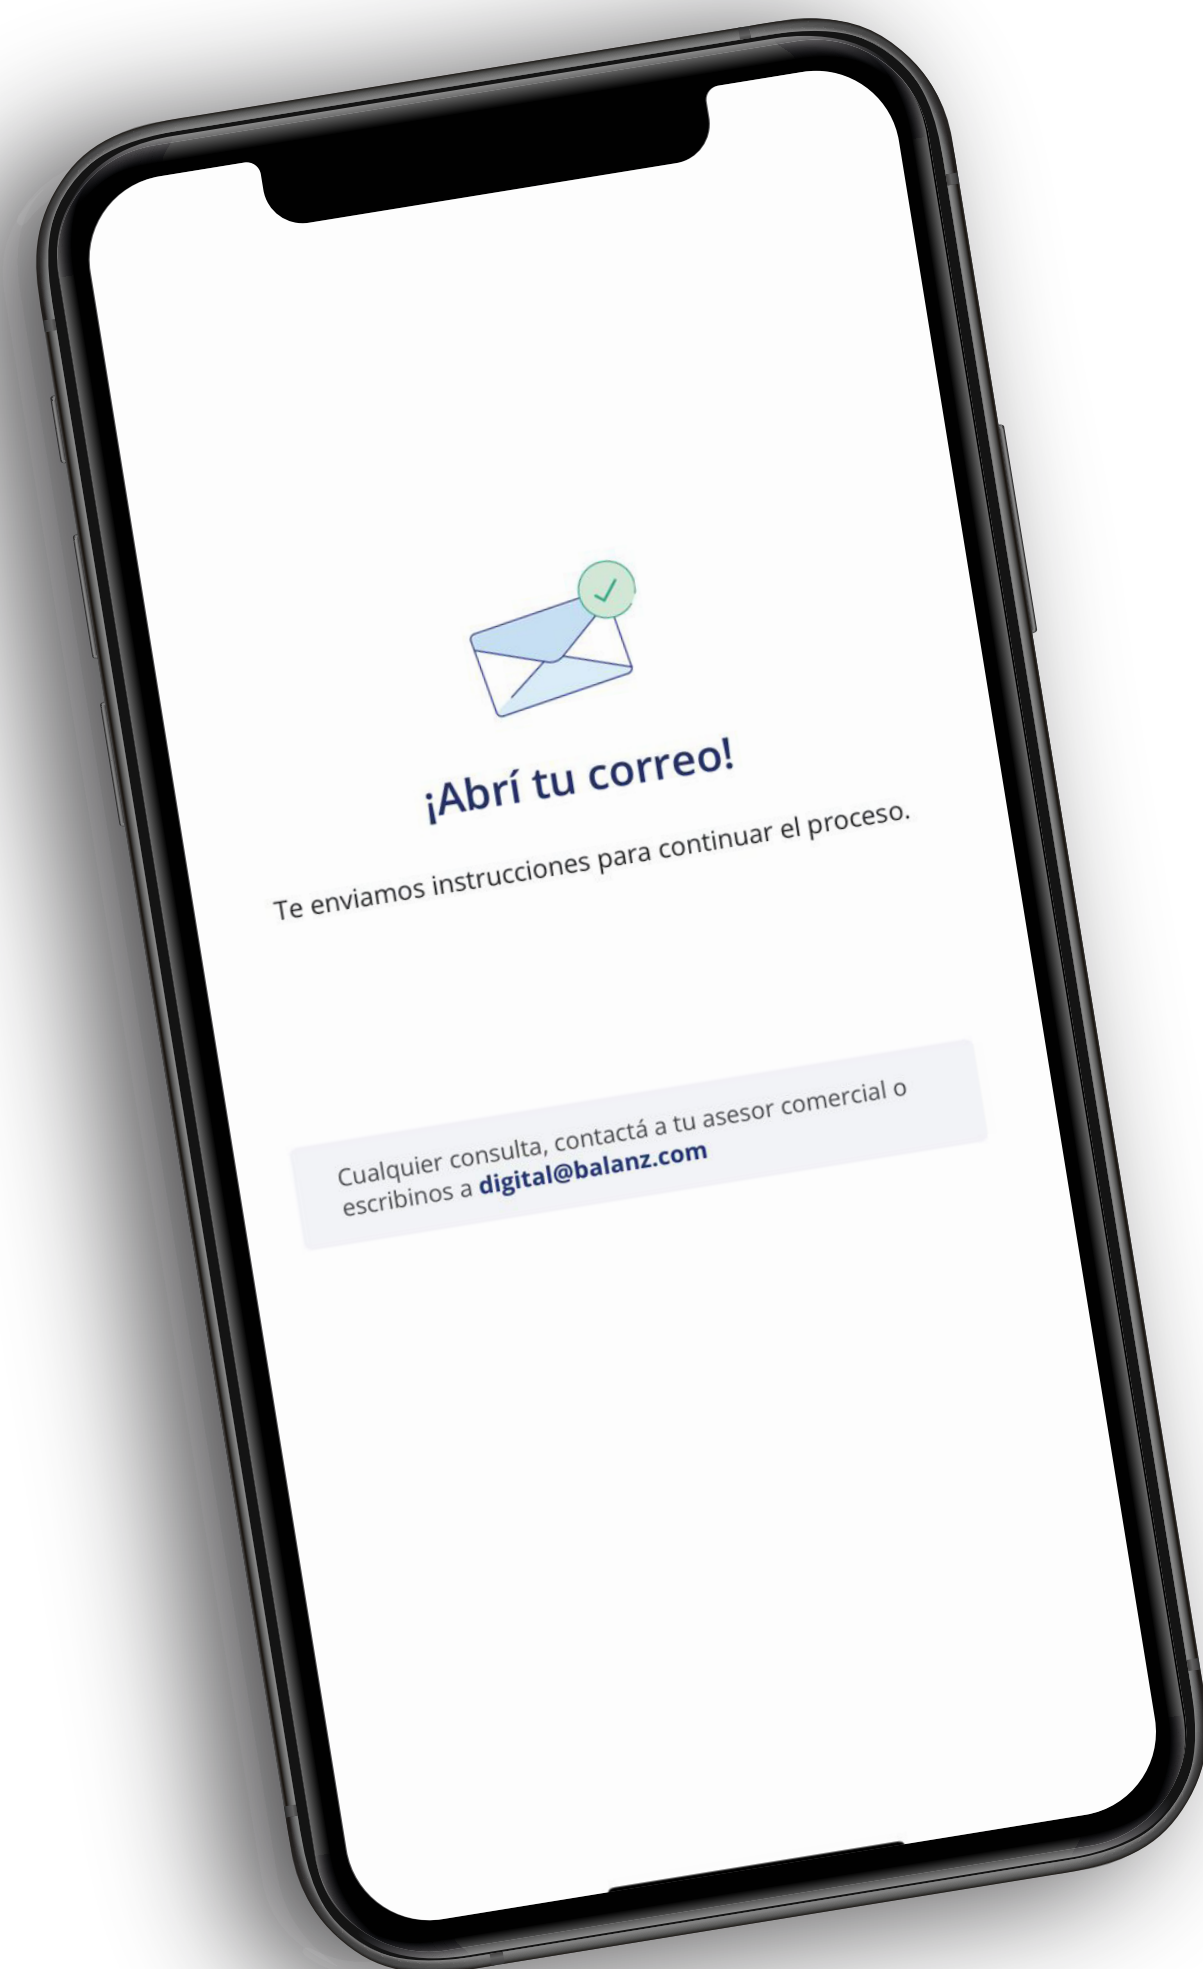 ¡Abrí tu correo!
Te enviamos instrucciones para continuar el proceso.
Cualquier consulta, contactá a tu asesor comercial o
escribinos a digital@balanz.com